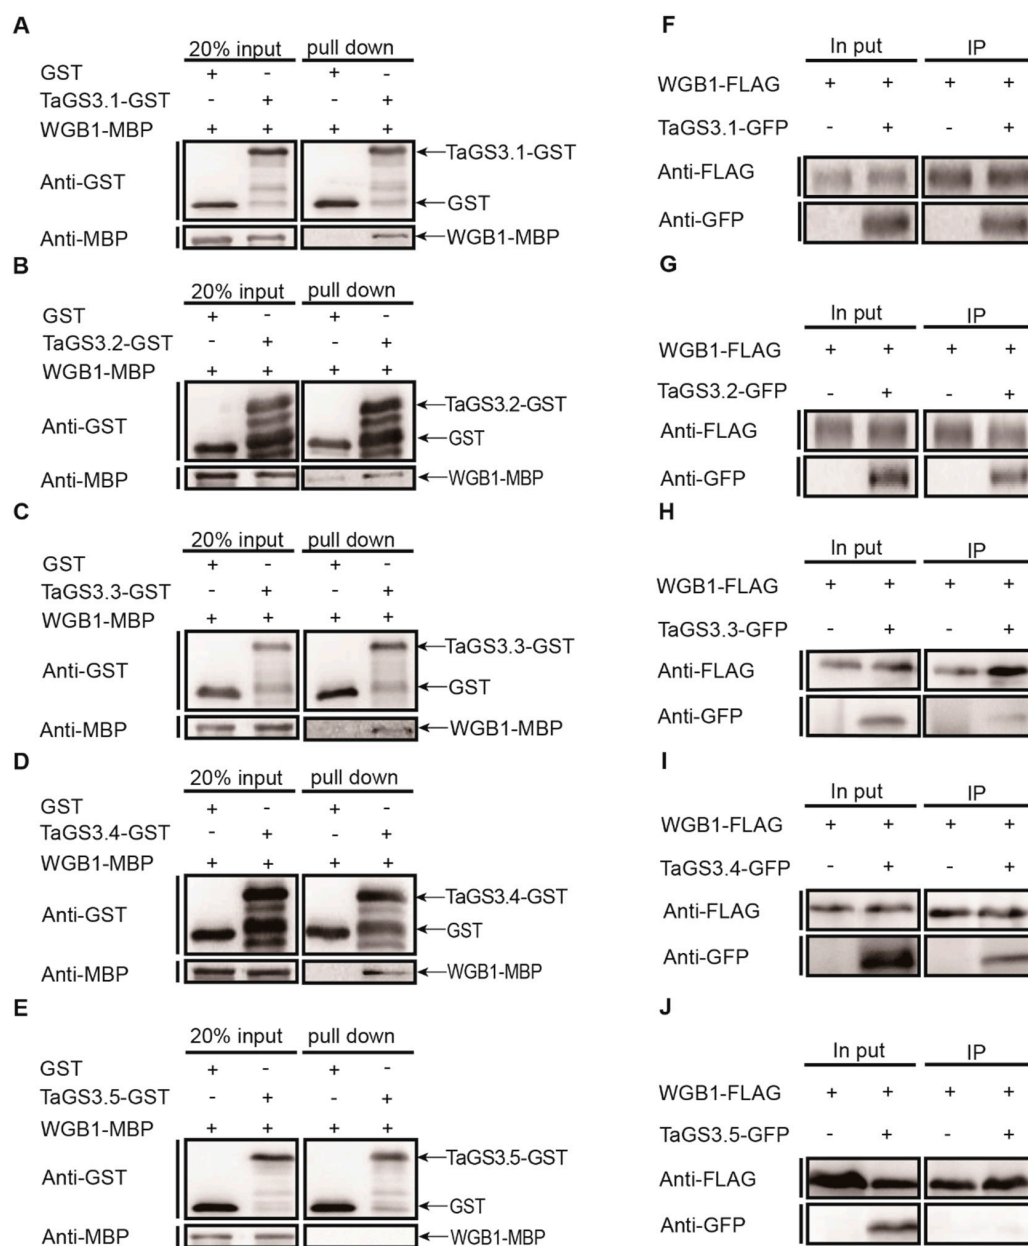 A
20% input pull down
GST + - + -
TaGS3.1-GST - + - +
WGB1-MBP + + + +
Anti-GST
TaGS3.1-GST
GST
Anti-MBP
WGB1-MBP
B
20% input pull down
GST + - + -
TaGS3.2-GST - + - +
WGB1-MBP + + + +
Anti-GST
TaGS3.2-GST
GST
Anti-MBP
WGB1-MBP
C
20% input pull down
GST + - + -
TaGS3.3-GST - + - +
WGB1-MBP + + + +
Anti-GST
TaGS3.3-GST
GST
Anti-MBP
WGB1-MBP
D
20% input pull down
GST + - + -
TaGS3.4-GST - + - +
WGB1-MBP + + + +
Anti-GST
TaGS3.4-GST
GST
Anti-MBP
WGB1-MBP
E
20% input pull down
GST + - + -
TaGS3.5-GST - + - +
WGB1-MBP + + + +
Anti-GST
TaGS3.5-GST
GST
Anti-MBP
WGB1-MBP
F
In put IP
WGB1-FLAG + + + +
TaGS3.1-GFP - + - +
Anti-FLAG
Anti-GFP
G
In put IP
WGB1-FLAG + + + +
TaGS3.2-GFP - + - +
Anti-FLAG
Anti-GFP
H
In put IP
WGB1-FLAG + + + +
TaGS3.3-GFP - + - +
Anti-FLAG
Anti-GFP
I
In put IP
WGB1-FLAG + + + +
TaGS3.4-GFP - + - +
Anti-FLAG
Anti-GFP
J
In put IP
WGB1-FLAG + + + +
TaGS3.5-GFP - + - +
Anti-FLAG
Anti-GFP